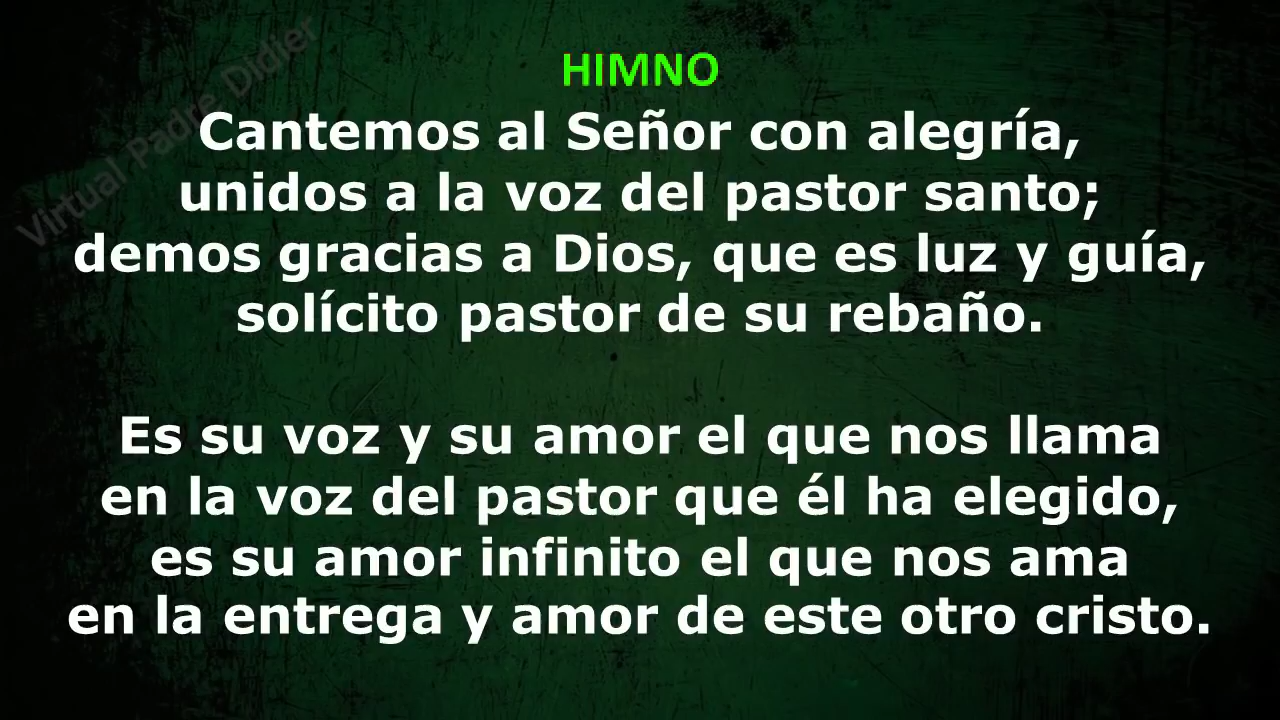 Virtual Padre Didier
HIMNO
Cantemos al Señor con alegría,
unidos a la voz del pastor santo;
demos gracias a Dios, que es luz y guía,
solícito pastor de su rebaño.
Es su voz y su amor el que nos llama
en la voz del pastor que él ha elegido,
es su amor infinito el que nos ama
en la entrega y amor de este otro cristo.